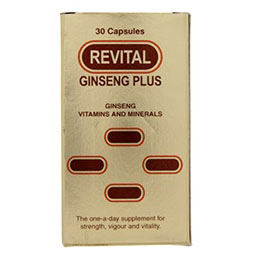 30 Capsules
REVITAL
GINSENG PLUS
GINSENG
VITAMINS AND MINERALS
The one-a-day supplement for
strength, vigour and vitality.